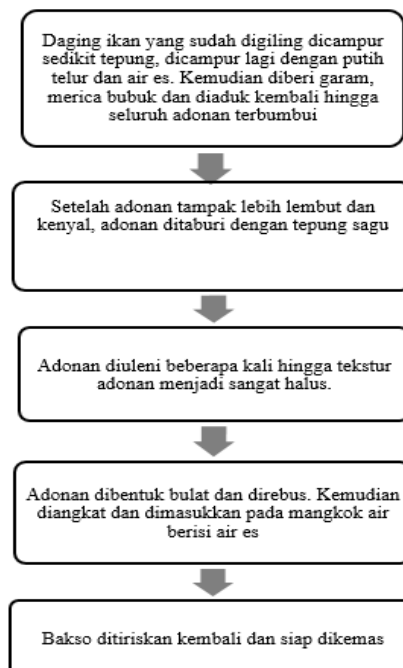 Daging ikan yang sudah digiling dicampur
sedikit tepung, dicampur lagi dengan putih
telur dan air es. Kemudian diberi garam,
merica bubuk dan diaduk kembali hingga
seluruh adonan terbumbui
Setelah adonan tampak lebih lembut dan
kenyal, adonan ditaburi dengan tepung sagu
Adonan diuleni beberapa kali hingga tekstur
adonan menjadi sangat halus.
Adonan dibentuk bulat dan direbus. Kemudian
diangkat dan dimasukkan pada mangkok air
berisi air es
Bakso ditiriskan kembali dan siap dikemas